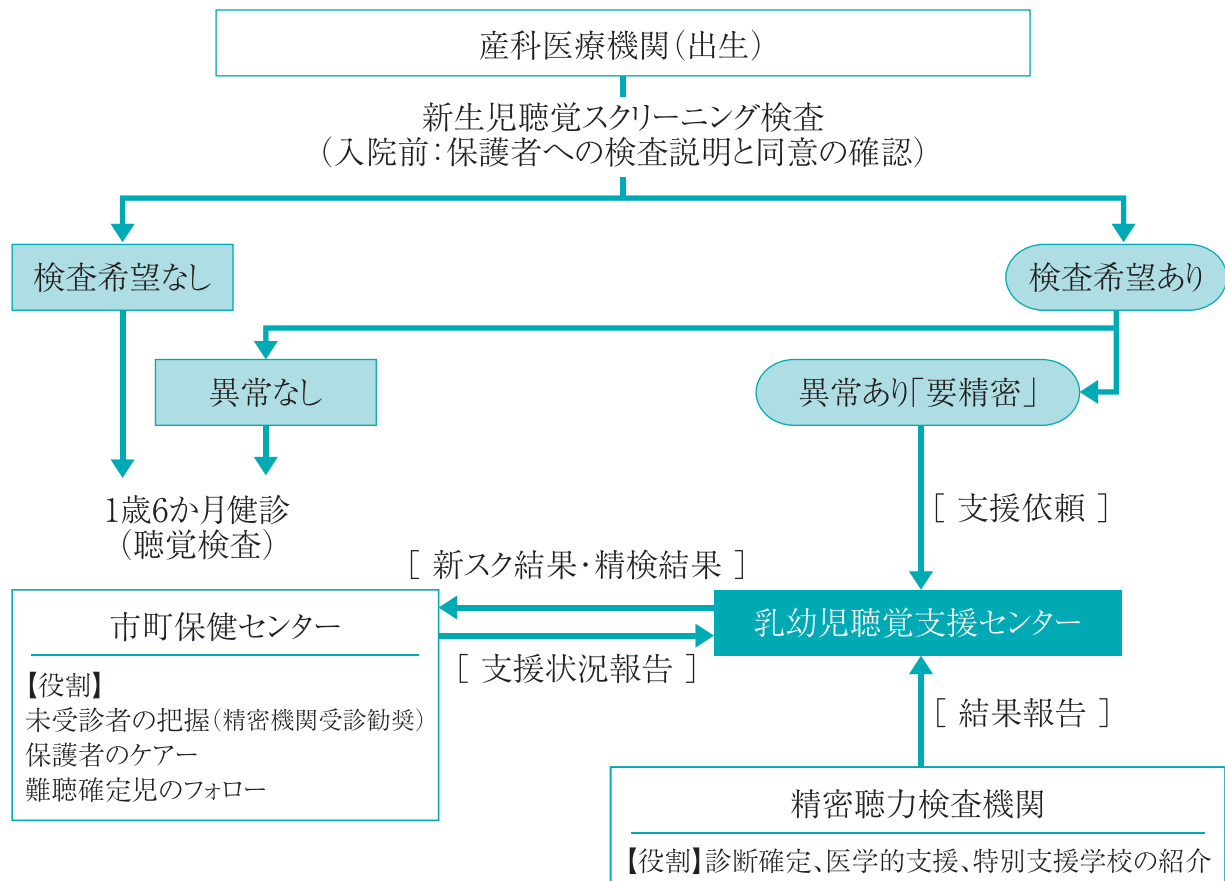 産科医療機関（出生）
新生児聴覚スクリーニング検査
（入院前：保護者への検査説明と同意の確認）
検査希望なし
検査希望あり
異常なし
異常あり「要精密」
1歳6か月健診
（聴覚検査）
［ 支援依頼 ］
［ 新スク結果・精検結果 ］
乳幼児聴覚支援センター
［ 支援状況報告 ］
市町保健センター
【役割】
未受診者の把握（精密機関受診勧奨）
保護者のケアー
難聴確定児のフォロー
［ 結果報告 ］
精密聴力検査機関
【役割】診断確定、医学的支援、特別支援学校の紹介